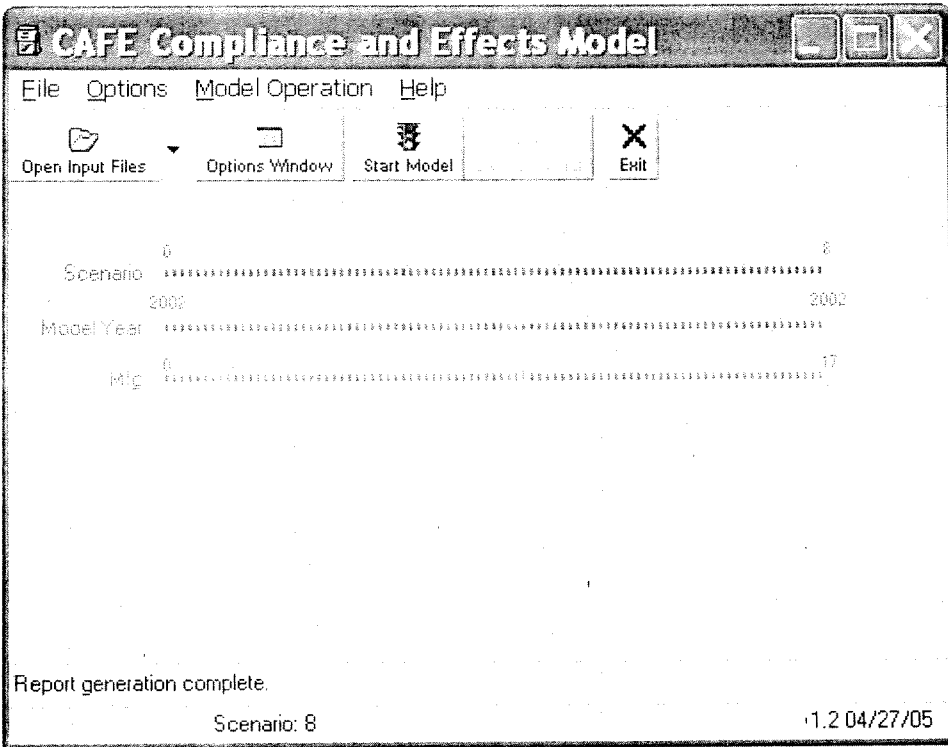 CAFE Compliance and Effects Model
File Options Model Operation Help
Open Input Files Options Window Start Model Exit
0 8
Scenario
2002 2002
Model Year
0 17
Mfg
Report generation complete.
Scenario: 8 1.2 04/27/05